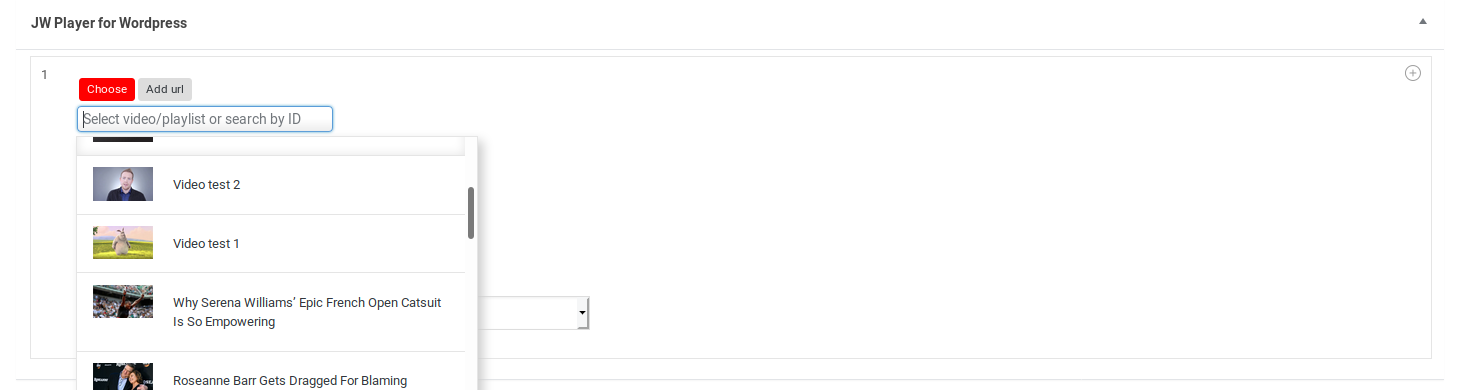 JW Player for Wordpress
1
Choose Add url
Select video/playlist or search by ID
Video test 2
Video test 1
Why Serena Williams’ Epic French Open Catsuit
Is So Empowering
Roseanne Barr Gets Dragged For Blaming